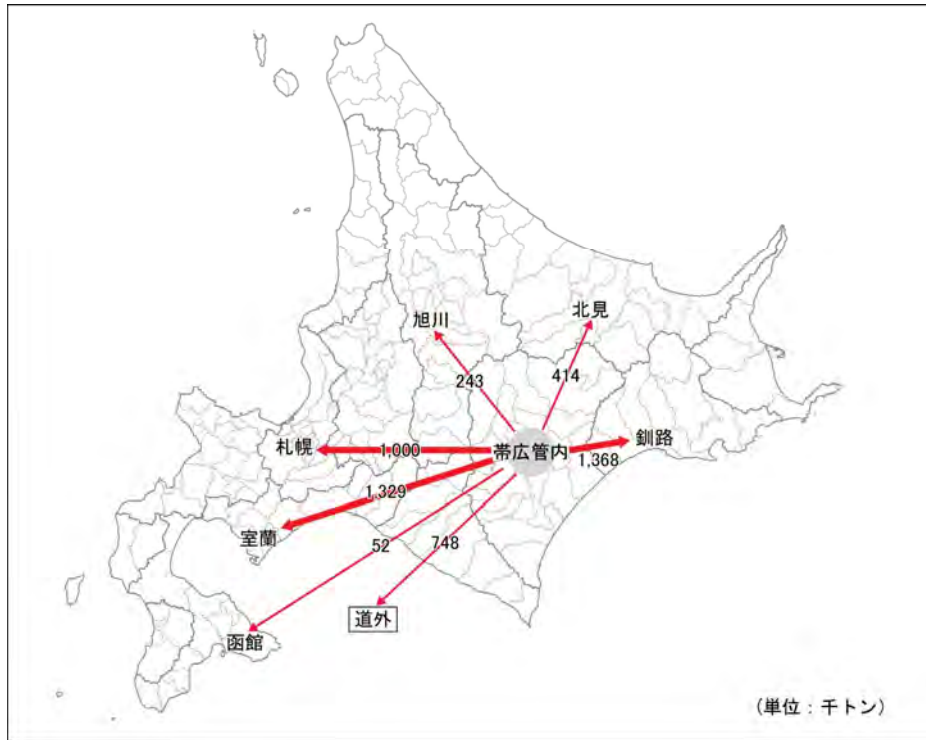 北見
旭川
414
243
釧路
札幌
1,000
帯広管内
1,368
1,329
室蘭
52
748
道外
函館
(単位：千トン)